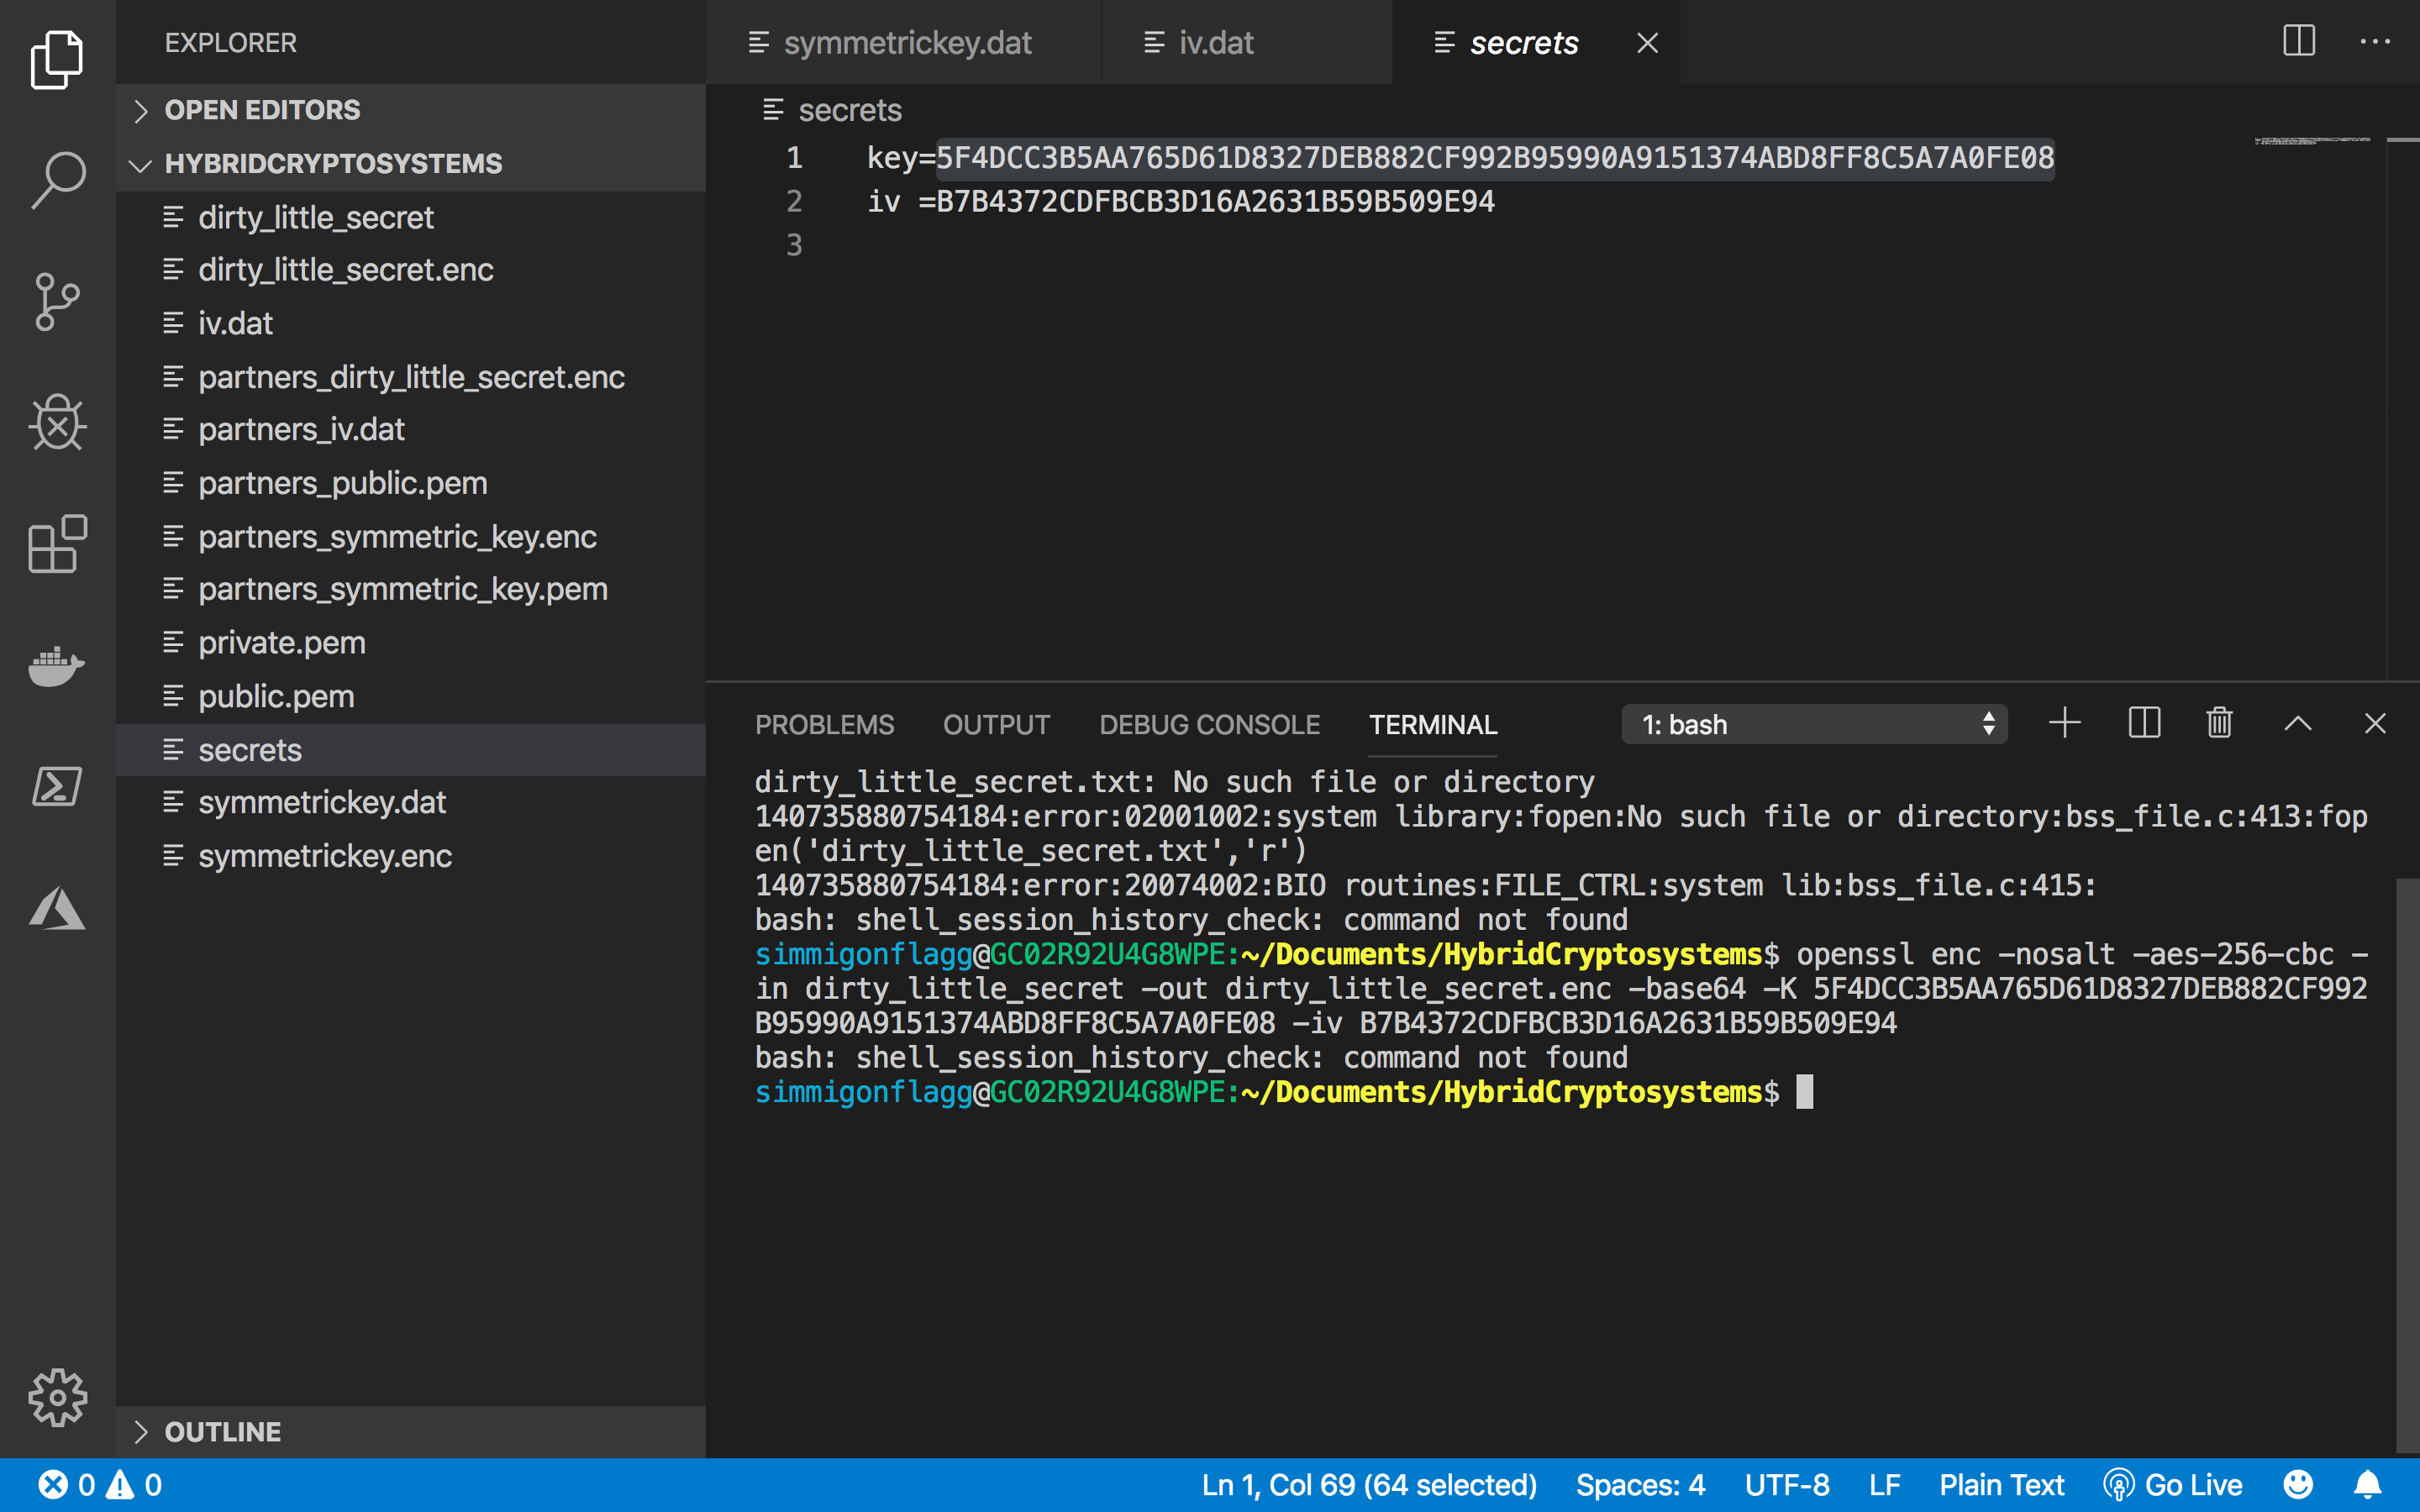 EXPLORER
OPEN EDITORS
HYBRIDCRYPTOSYSTEMS
dirty_little_secret
dirty_little_secret.enc
iv.dat
partners_dirty_little_secret.enc
partners_iv.dat
partners_public.pem
partners_symmetric_key.enc
partners_symmetric_key.pem
private.pem
public.pem
secrets
symmetrickey.dat
symmetrickey.enc
OUTLINE
symmetrickey.dat iv.dat secrets
secrets
1 key=5F4DCC3B5AA765D61D8327DEB882CF992B95990A9151374ABD8FF8C5A7A0FE08
2 iv =B7B4372CDFBCB3D16A2631B59B509E94
3
PROBLEMS OUTPUT DEBUG CONSOLE TERMINAL 1: bash
dirty_little_secret.txt: No such file or directory
140735880754184:error:02001002:system library:fopen:No such file or directory:bss_file.c:413:fop
en('dirty_little_secret.txt','r')
140735880754184:error:20074002:BIO routines:FILE_CTRL:system lib:bss_file.c:415:
bash: shell_session_history_check: command not found
simmigonflagg@GC02R92U4G8WPE:~/Documents/HybridCryptosystems$ openssl enc -nosalt -aes-256-cbc -
in dirty_little_secret -out dirty_little_secret.enc -base64 -K 5F4DCC3B5AA765D61D8327DEB882CF992
B95990A9151374ABD8FF8C5A7A0FE08 -iv B7B4372CDFBCB3D16A2631B59B509E94
bash: shell_session_history_check: command not found
simmigonflagg@GC02R92U4G8WPE:~/Documents/HybridCryptosystems$
0 0 Ln 1, Col 69 (64 selected) Spaces: 4 UTF-8 LF Plain Text Go Live